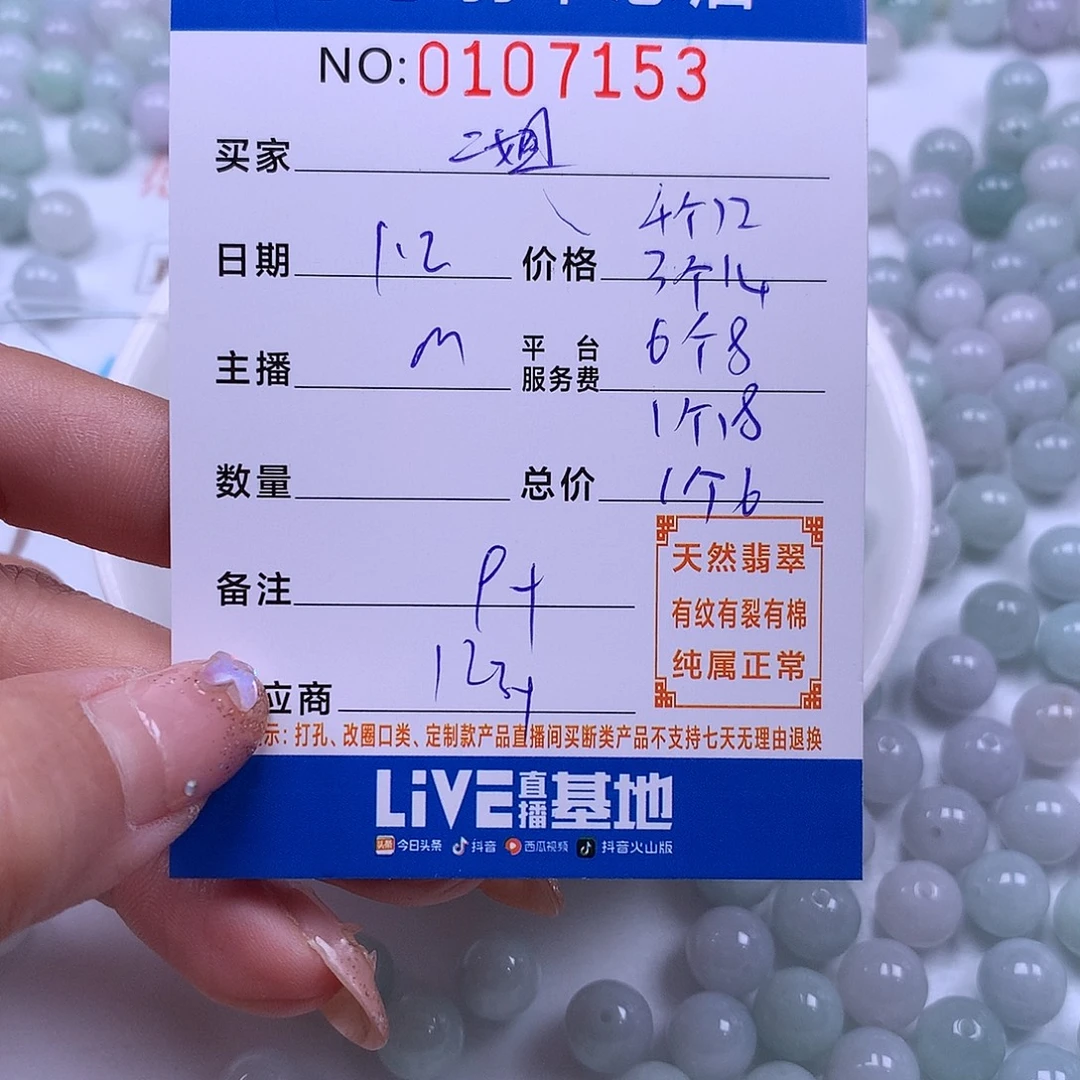 NO:0107153
买家 二姐
4个12
日期 1.2 价格 3个14
主播 M 平台服务费 6个8
1个18
数量 总价 1个6
天然翡翠
备注
有纹有裂有棉
纯属正常
应商
示:打孔、改圈口类、定制款产品直播间买断类产品不支持七天无理由退换
LiVE直播基地
头条 今日头条 抖音 西瓜视频 抖音火山版